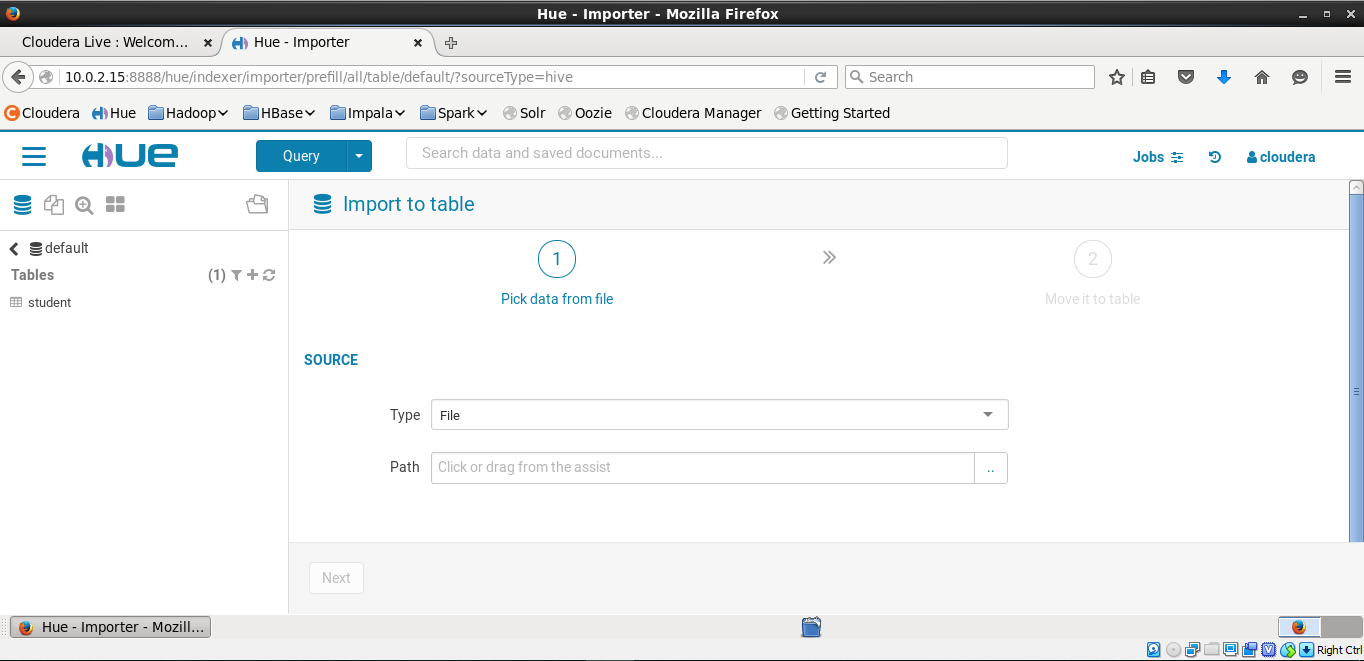 Hue - Importer - Mozilla Firefox
Cloudera Live : Welcom... Hue - Importer
10.0.2.15:8888/hue/indexer/importer/prefill/all/table/default/?sourceType=hive Search
Cloudera Hue Hadoop HBase Impala Spark Solr Oozie Cloudera Manager Getting Started
HUE Query Search data and saved documents... Jobs cloudera
Import to table
default
Tables (1)
student
1 2
Pick data from file Move it to table
SOURCE
Type File
Path Click or drag from the assist ..
Next
Hue - Importer - Mozill...
Right Ctrl